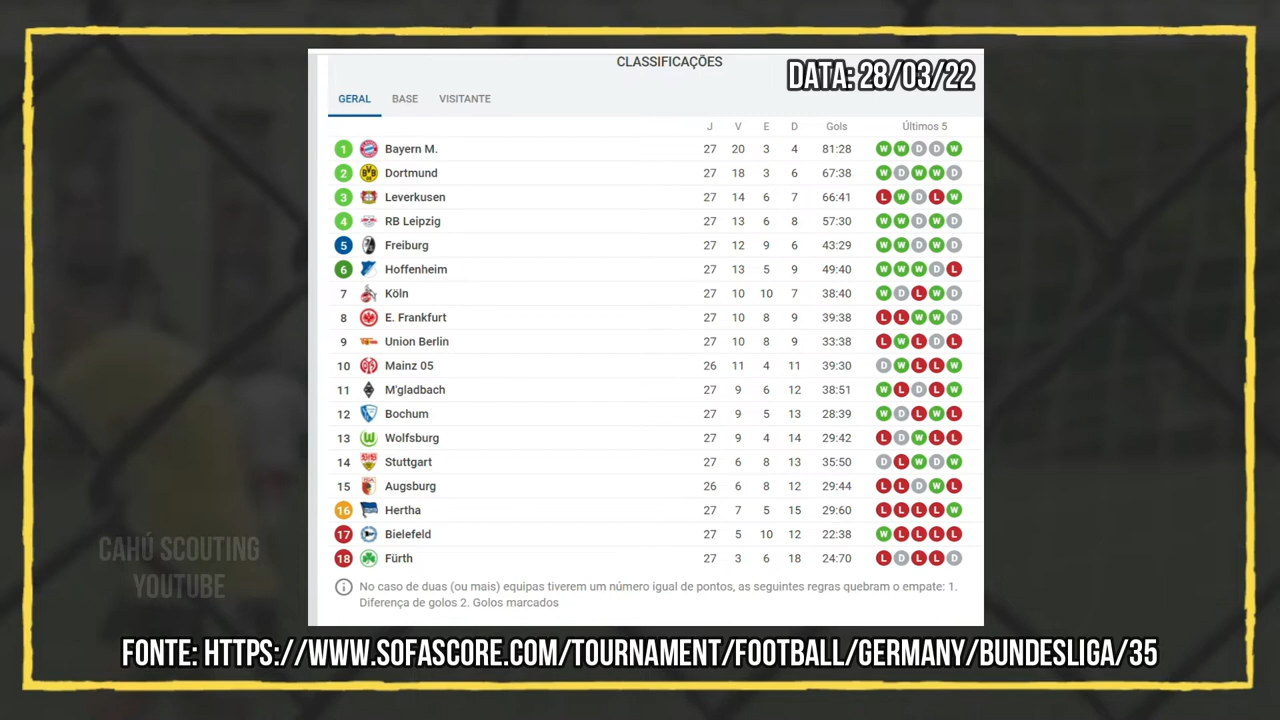 CLASSIFICAÇÕES
DATA: 28/03/22
GERAL BASE VISITANTE
J V E D Gols Últimos 5
1 Bayern M. 27 20 3 4 81:28 W W D D W
2 Dortmund 27 18 3 6 67:38 W D W W D
3 Leverkusen 27 14 6 7 66:41 L W D L W
4 RB Leipzig 27 13 6 8 57:30 W W D W D
5 Freiburg 27 12 9 6 43:29 W W D W D
6 Hoffenheim 27 13 5 9 49:40 W W W D L
7 Köln 27 10 10 7 38:40 W D L W D
8 E. Frankfurt 27 10 8 9 39:38 L L W W D
9 Union Berlin 27 10 8 9 33:38 L W L D L
10 Mainz 05 26 11 4 11 39:30 D W L L W
11 M'gladbach 27 9 6 12 38:51 W L D L W
12 Bochum 27 9 5 13 28:39 W D L W L
13 Wolfsburg 27 9 4 14 29:42 L D W L L
14 Stuttgart 27 6 8 13 35:50 D L W D W
15 Augsburg 26 6 8 12 29:44 L L D W L
16 Hertha 27 7 5 15 29:60 L L L L W
17 Bielefeld 27 5 10 12 22:38 W L L L L
18 Fürth 27 3 6 18 24:70 L D L L D
No caso de duas (ou mais) equipas tiverem um número igual de pontos, as seguintes regras quebram o empate: 1.
Diferença de golos 2. Golos marcados
CAHÚ SCOUTING
YOUTUBE
FONTE: HTTPS://WWW.SOFASCORE.COM/TOURNAMENT/FOOTBALL/GERMANY/BUNDESLIGA/35